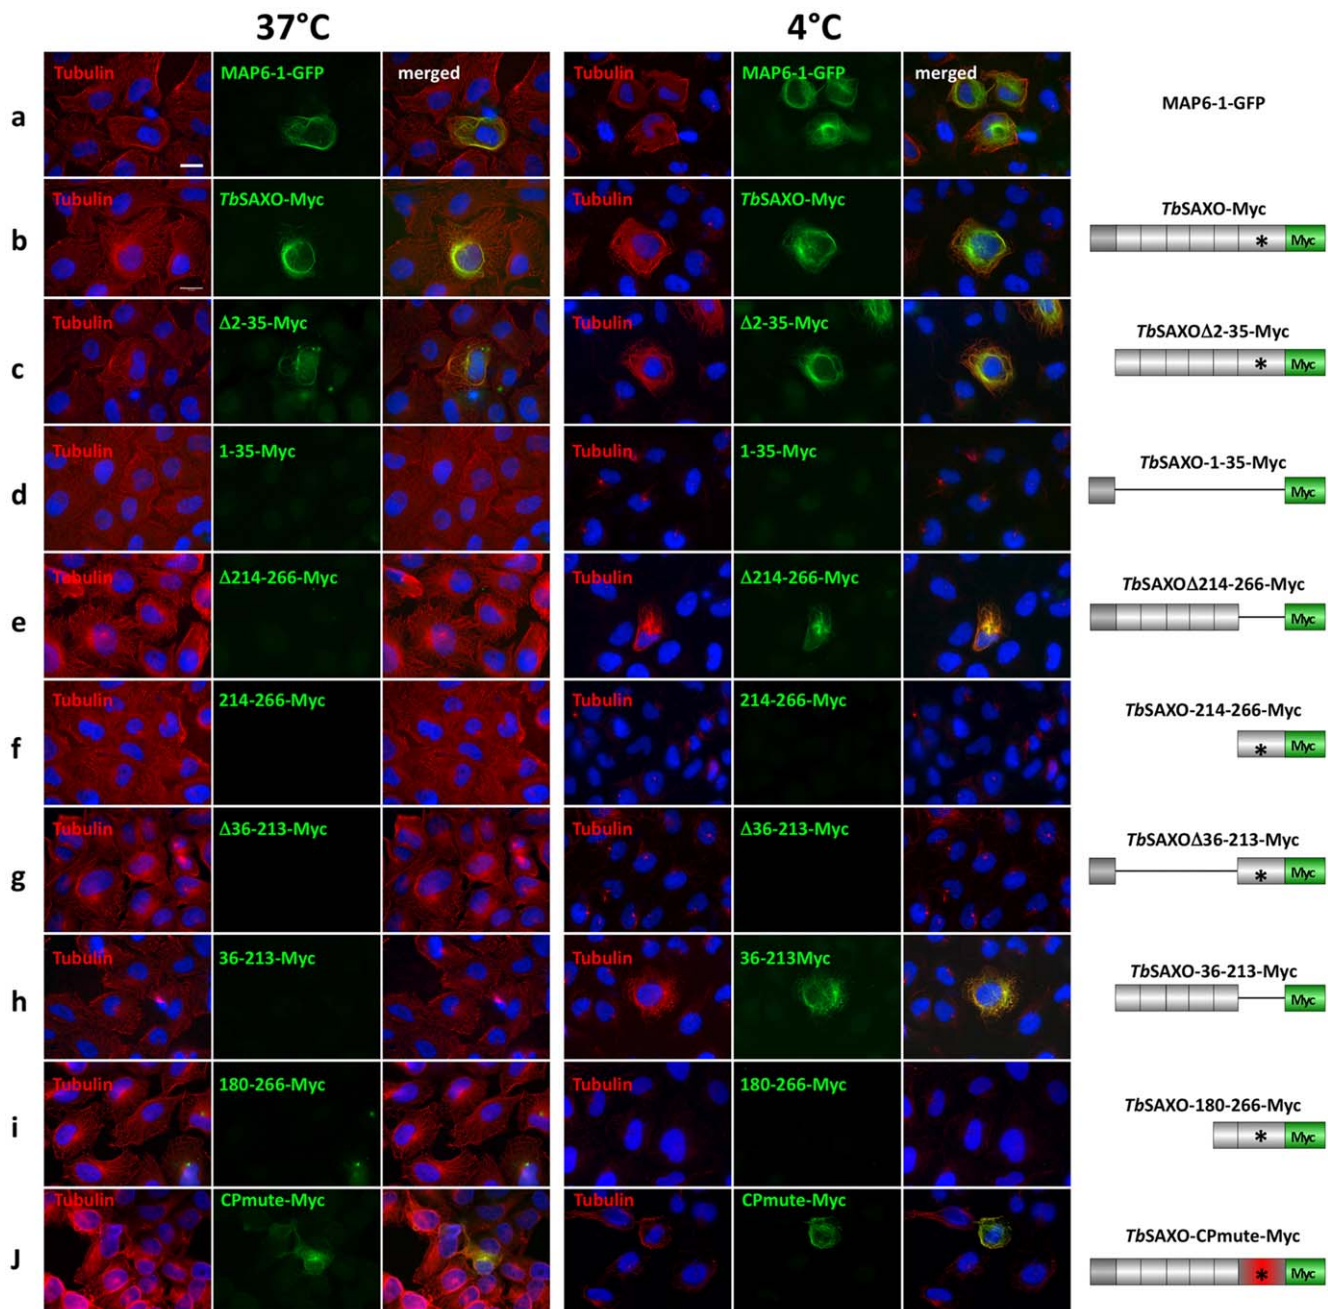 37°C 4°C
a Tubulin MAP6-1-GFP merged Tubulin MAP6-1-GFP merged MAP6-1-GFP
b Tubulin TbSAXO-Myc Tubulin TbSAXO-Myc TbSAXO-Myc
* Myc
c Tubulin Δ2-35-Myc Tubulin Δ2-35-Myc TbSAXOΔ2-35-Myc
* Myc
d Tubulin 1-35-Myc Tubulin 1-35-Myc TbSAXO-1-35-Myc
Myc
e Tubulin Δ214-266-Myc Tubulin Δ214-266-Myc TbSAXOΔ214-266-Myc
Myc
f Tubulin 214-266-Myc Tubulin 214-266-Myc TbSAXO-214-266-Myc
* Myc
g Tubulin Δ36-213-Myc Tubulin Δ36-213-Myc TbSAXOΔ36-213-Myc
* Myc
h Tubulin 36-213-Myc Tubulin 36-213Myc TbSAXO-36-213-Myc
Myc
i Tubulin 180-266-Myc Tubulin 180-266-Myc TbSAXO-180-266-Myc
* Myc
J Tubulin CPmute-Myc Tubulin CPmute-Myc TbSAXO-CPmute-Myc
* Myc